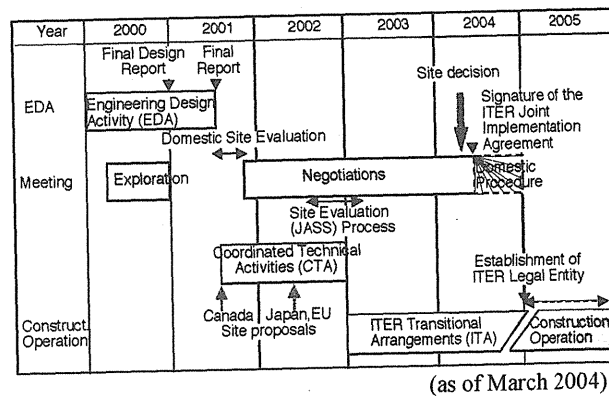 Year 2000 2001 2002 2003 2004 2005
Final Design Report
Final Report
Site decision
Signature of the ITER Joint Implementation Agreement
EDA
Engineering Design Activity (EDA)
Domestic Site Evaluation
Meeting
Exploration
Negotiations
Domestic Procedure
Site Evaluation (JASS) Process
Coordinated Technical Activities (CTA)
Establishment of ITER Legal Entity
Canada Japan,EU
Site proposals
Construct.
Operation
ITER Transitional Arrangements (ITA)
Construction
Operation
(as of March 2004)